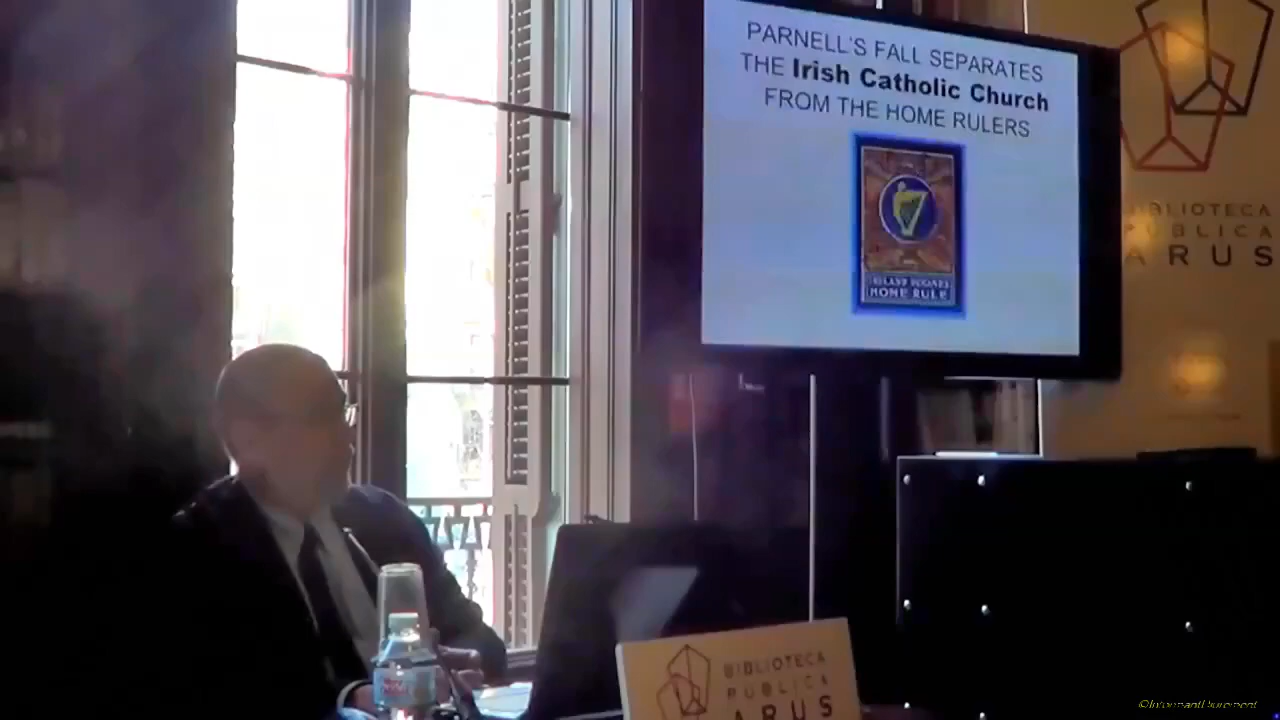 PARNELL'S FALL SEPARATES
THE Irish Catholic Church
FROM THE HOME RULERS
HOME RULE
BIBLIOTECA
PÚBLICA
ARUS
BIBLIOTECA
PÚBLICA
ARUS